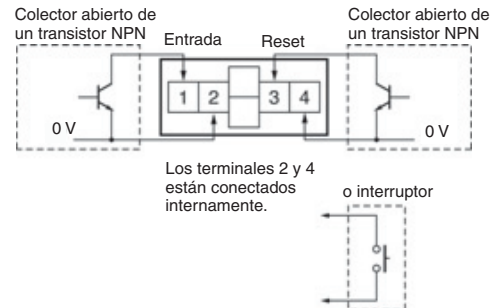 Colector abierto de
un transistor NPN
Entrada
Reset
Colector abierto de
un transistor NPN
1 2 3 4
0 V
0 V
Los terminales 2 y 4
están conectados
internamente.
o interruptor